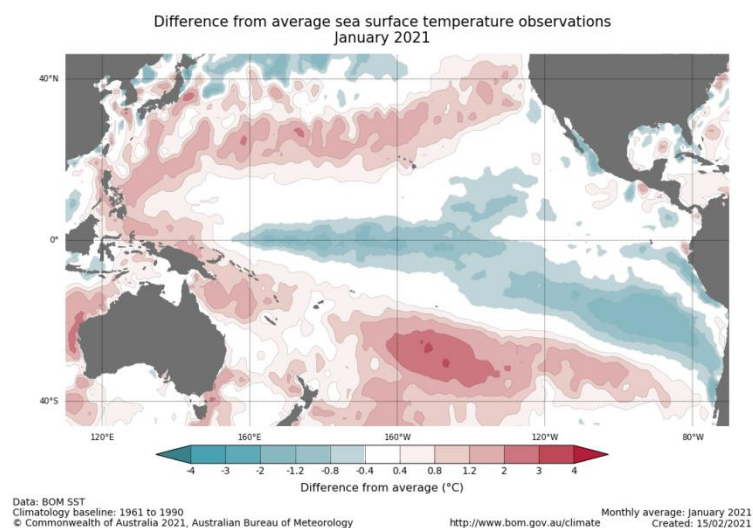 Difference from average sea surface temperature observations
January 2021
40°N
0°
40°S
120°E 160°E 160°W 120°W 80°W
-4 -3 -2 -1.2 -0.8 -0.4 0.4 0.8 1.2 2 3 4
Difference from average (°C)
Data: BOM SST
Climatology baseline: 1961 to 1990
© Commonwealth of Australia 2021, Australian Bureau of Meteorology
http://www.bom.gov.au/climate
Monthly average: January 2021
Created: 15/02/2021